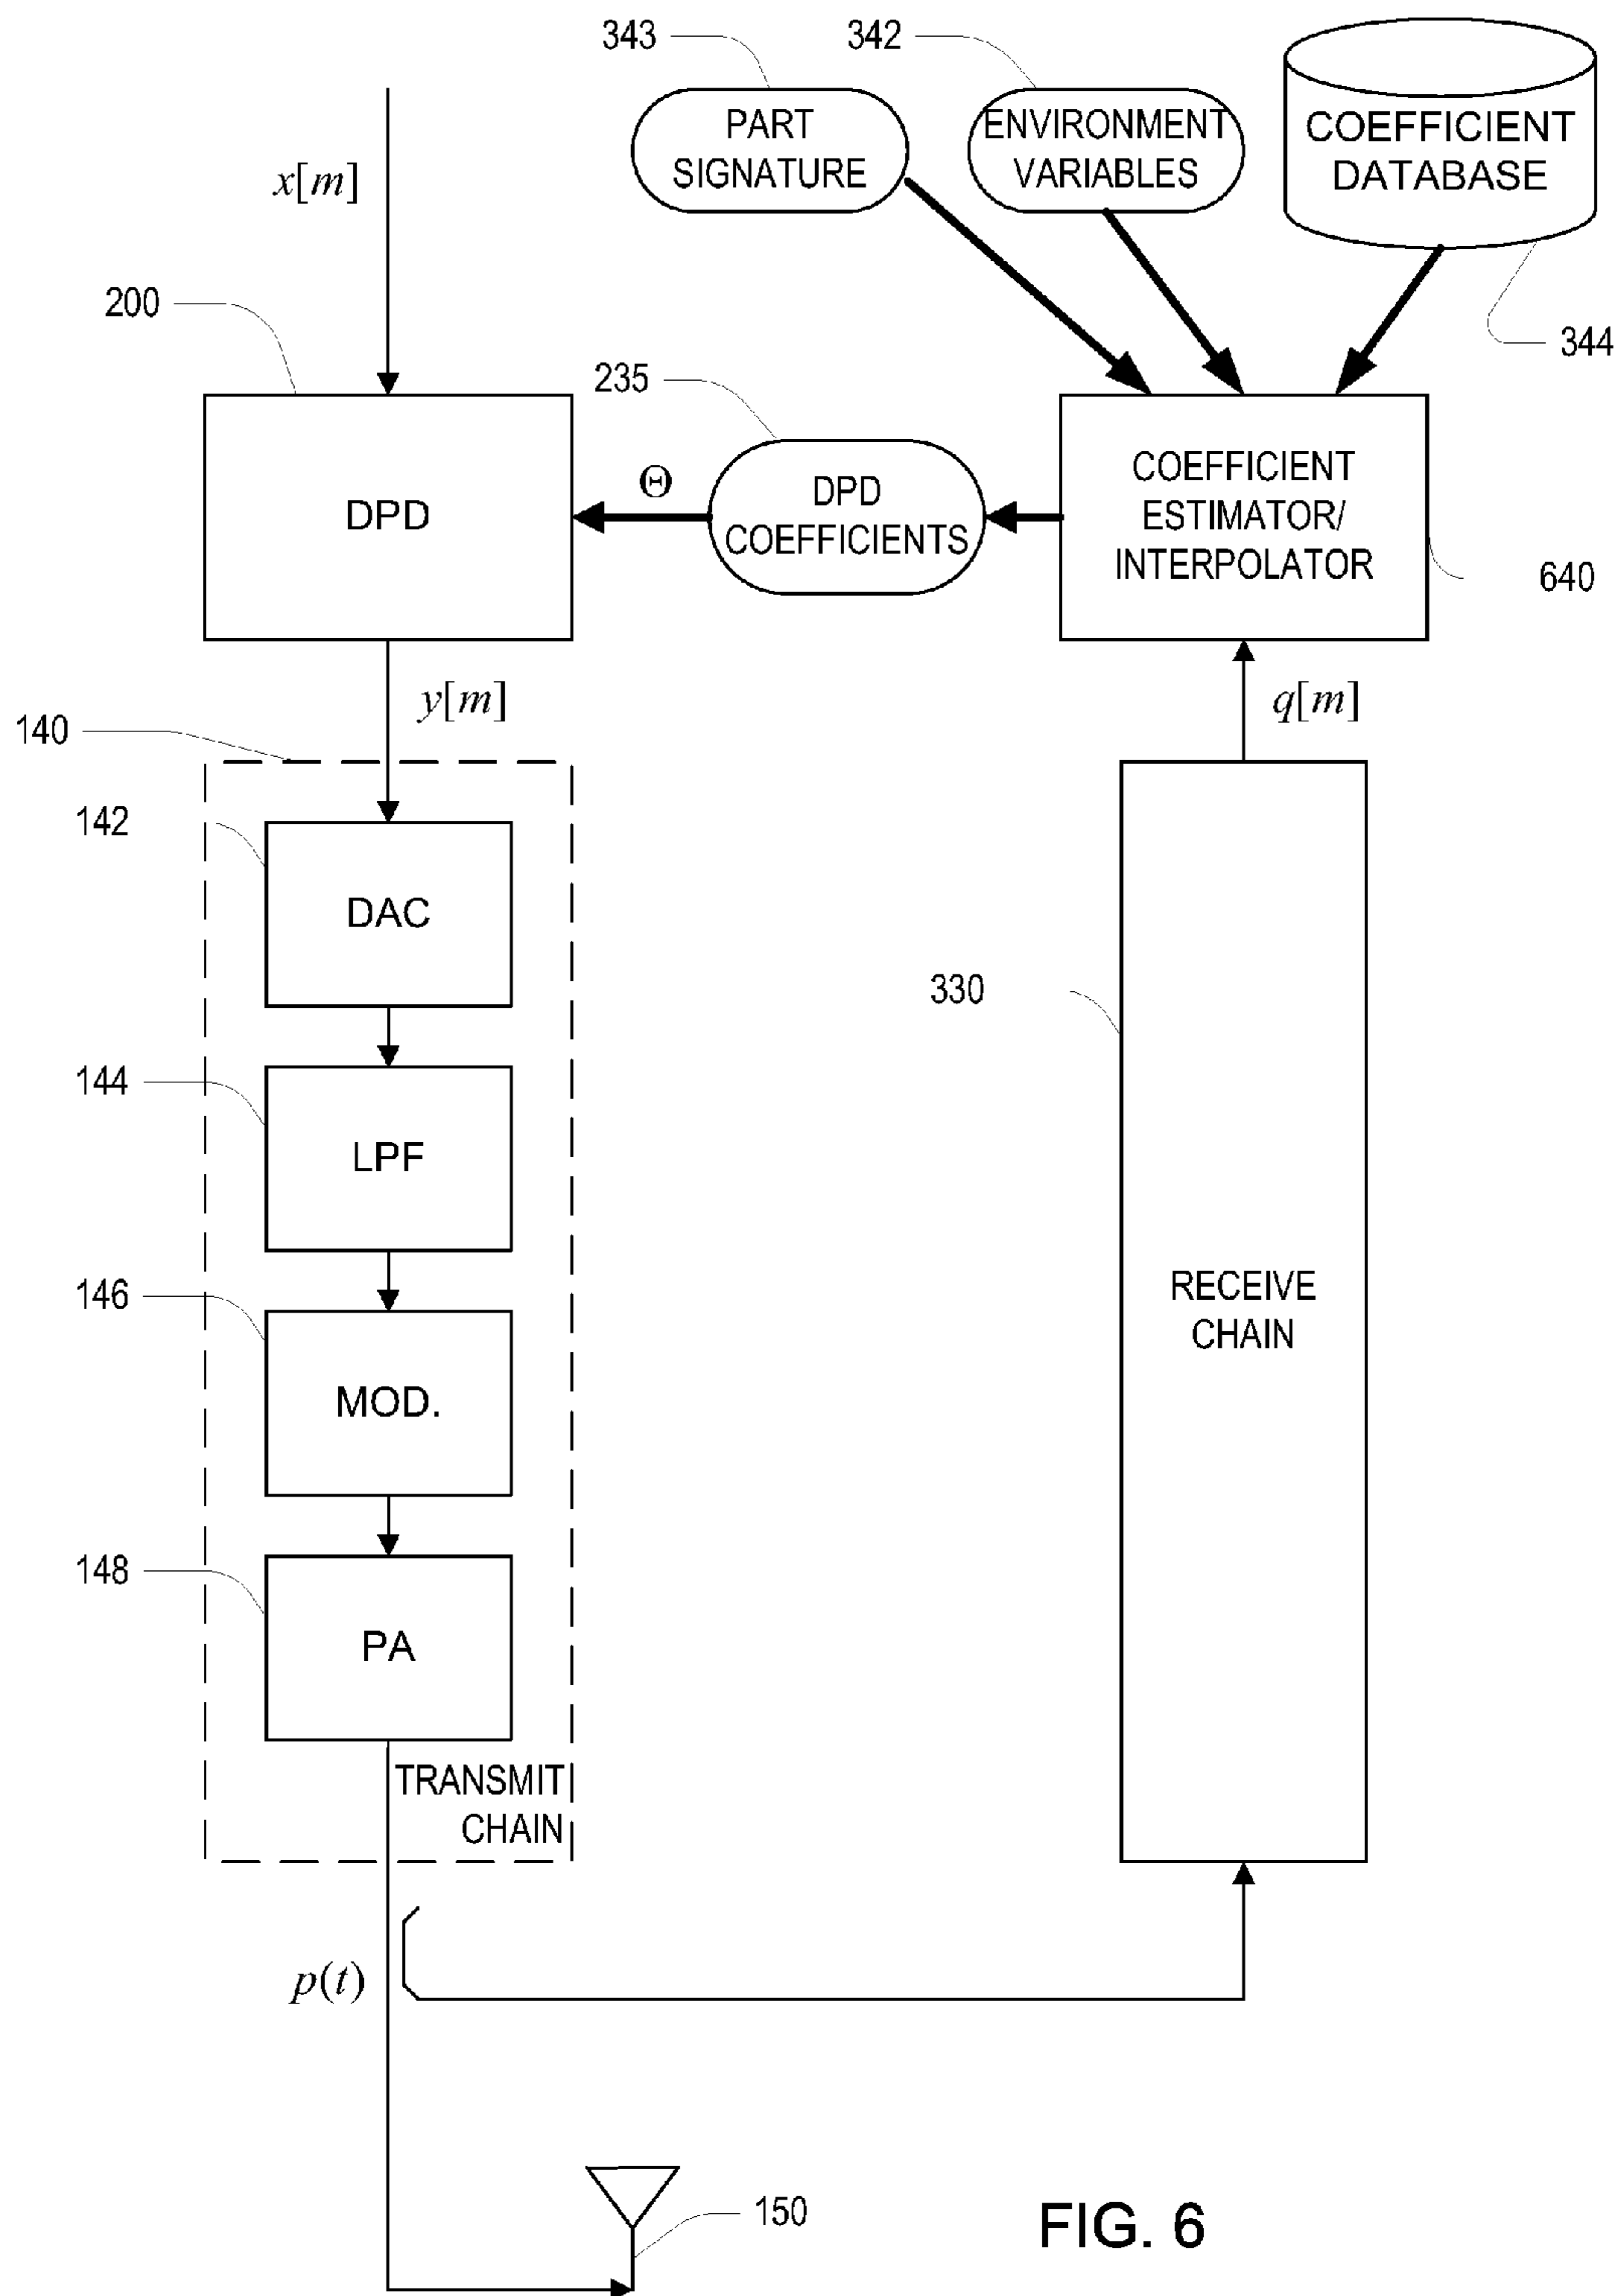 343
342
PART
SIGNATURE
ENVIRONMENT
VARIABLES
COEFFICIENT
DATABASE
x[m]
200
344
235
DPD
Θ
DPD
COEFFICIENTS
COEFFICIENT
ESTIMATOR/
INTERPOLATOR
640
y[m]
q[m]
140
142
DAC
330
144
LPF
RECEIVE
CHAIN
146
MOD.
148
PA
TRANSMIT
CHAIN
p(t)
150
FIG. 6